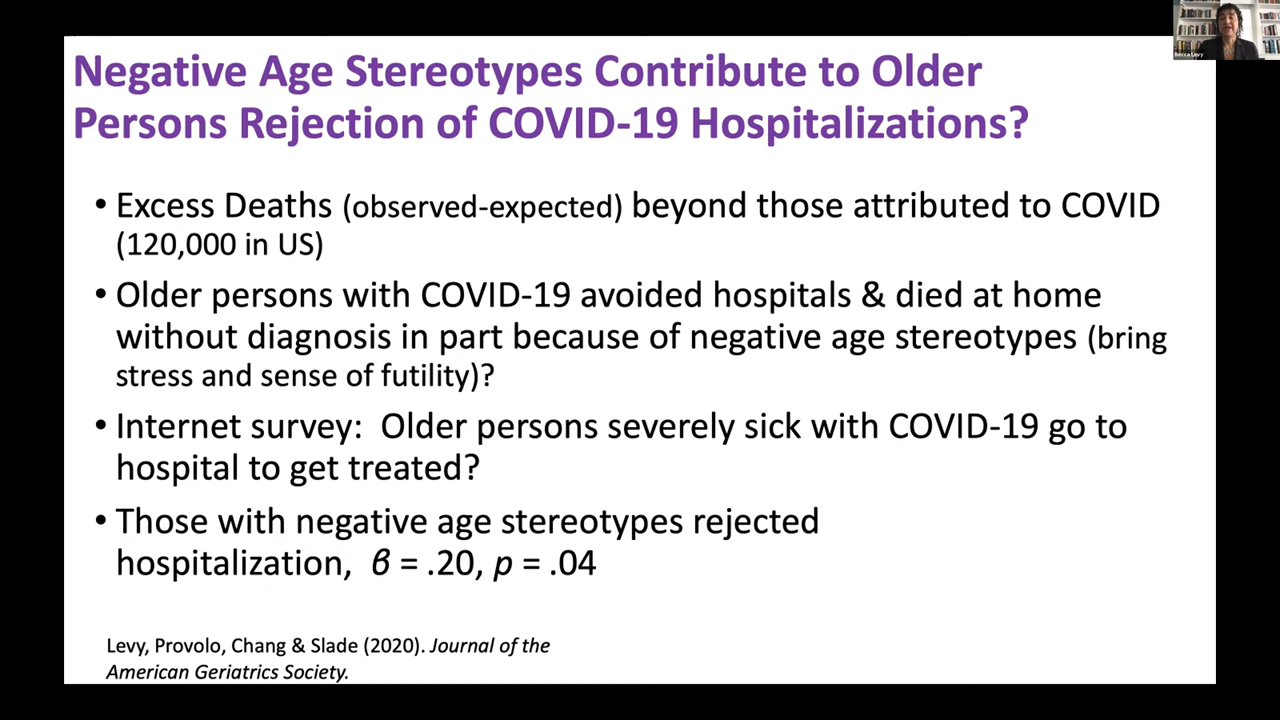 Negative Age Stereotypes Contribute to Older
Persons Rejection of COVID-19 Hospitalizations?
• Excess Deaths (observed-expected) beyond those attributed to COVID
(120,000 in US)
• Older persons with COVID-19 avoided hospitals & died at home
without diagnosis in part because of negative age stereotypes (bring
stress and sense of futility)?
• Internet survey:  Older persons severely sick with COVID-19 go to
hospital to get treated?
• Those with negative age stereotypes rejected
hospitalization,  β = .20, p = .04
Levy, Provolo, Chang & Slade (2020). Journal of the
American Geriatrics Society.
Becca Levy